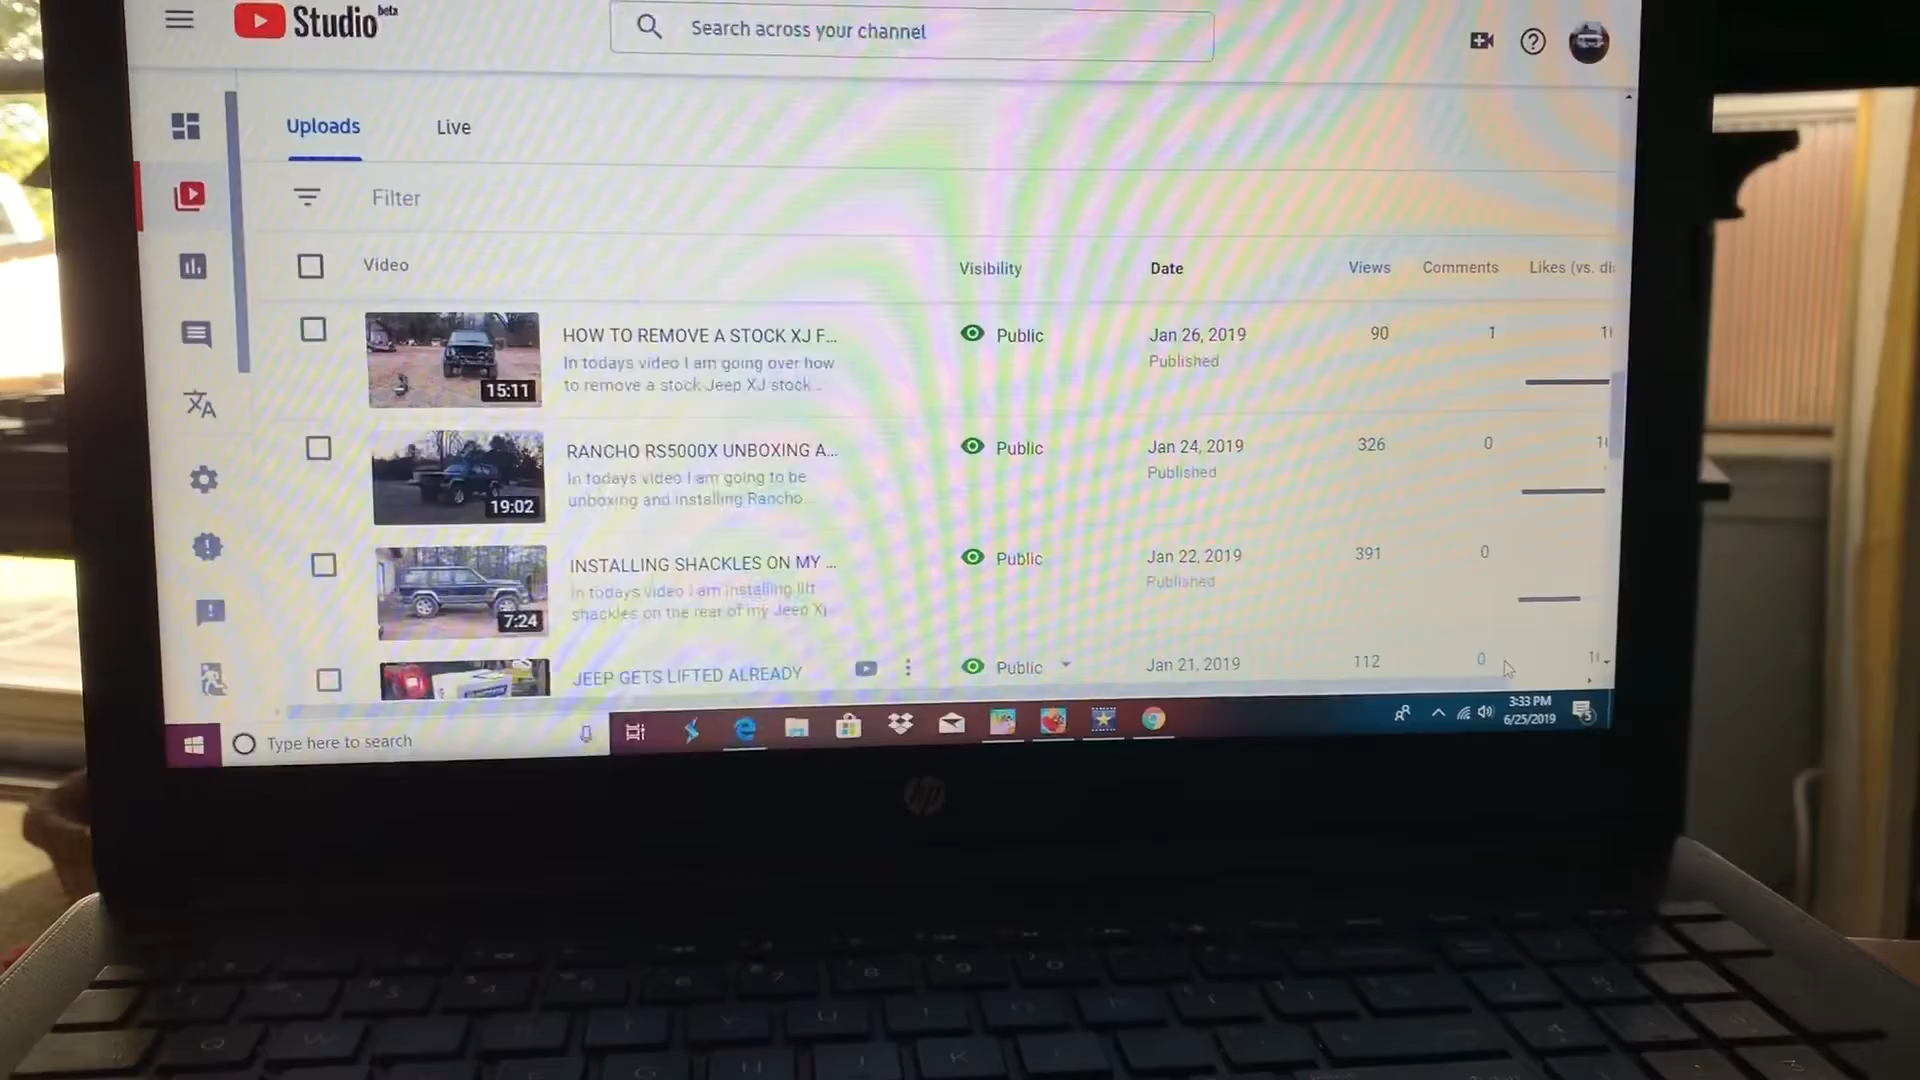 Studio beta
Search across your channel
Uploads
Live
Filter
Video
Visibility
Date
Views
Comments
Likes (vs. di
15:11
HOW TO REMOVE A STOCK XJ F...
In todays video I am going over how
to remove a stock Jeep XJ stock...
Public
Jan 26, 2019
Published
90
1
19:02
RANCHO RS5000X UNBOXING A...
In todays video I am going to be
unboxing and installing Rancho...
Public
Jan 24, 2019
Published
326
0
7:24
INSTALLING SHACKLES ON MY ...
In todays video I am installing lift
shackles on the rear of my Jeep Xj
Public
Jan 22, 2019
Published
391
0
JEEP GETS LIFTED ALREADY
Public
Jan 21, 2019
112
0
Type here to search
3:33 PM
6/25/2019
5
hp